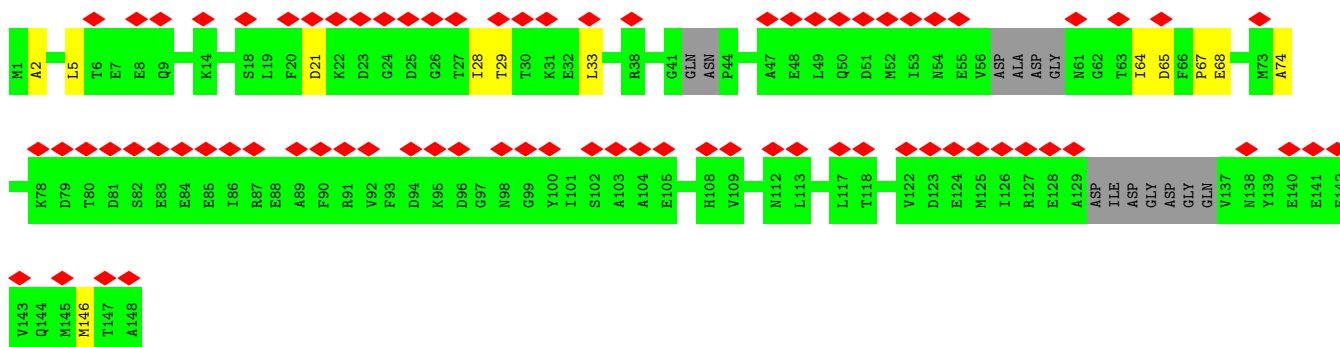 M1 A2 L5 T6 E7 E8 Q9 K14 S18 L19 F20 D21 K22 D23 G24 D25 G26 T27 I28 T29 T30 K31 E32 L33 R38 G41 GLN ASN P44 A47 E48 L49 Q50 D51 M52 I53 N54 E55 V56 ASP ALA ASP GLY N61 G62 T63 I64 D65 F66 P67 E68 M73 A74
K78 D79 T80 D81 S82 E83 E84 E85 I86 R87 E88 A89 F90 R91 V92 F93 D94 K95 D96 G97 N98 G99 Y100 I101 S102 A103 A104 E105 H108 V109 N112 L113 L117 T118 V122 D123 E124 M125 I126 R127 E128 A129 ASP ILE ASP GLY ASP GLY GLN V137 N138 Y139 E140 E141
V143 Q144 M145 M146 T147 A148